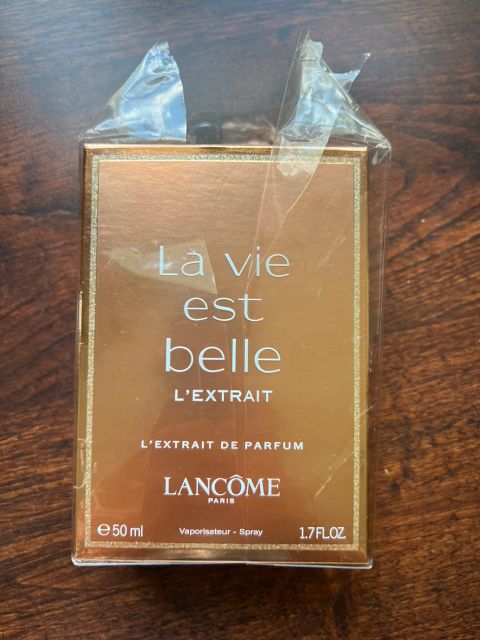 La vie
est
belle
L'EXTRAIT
L'EXTRAIT DE PARFUM
LANCÔME
PARIS
℮ 50 ml Vaporisateur - Spray 1.7 FL.OZ